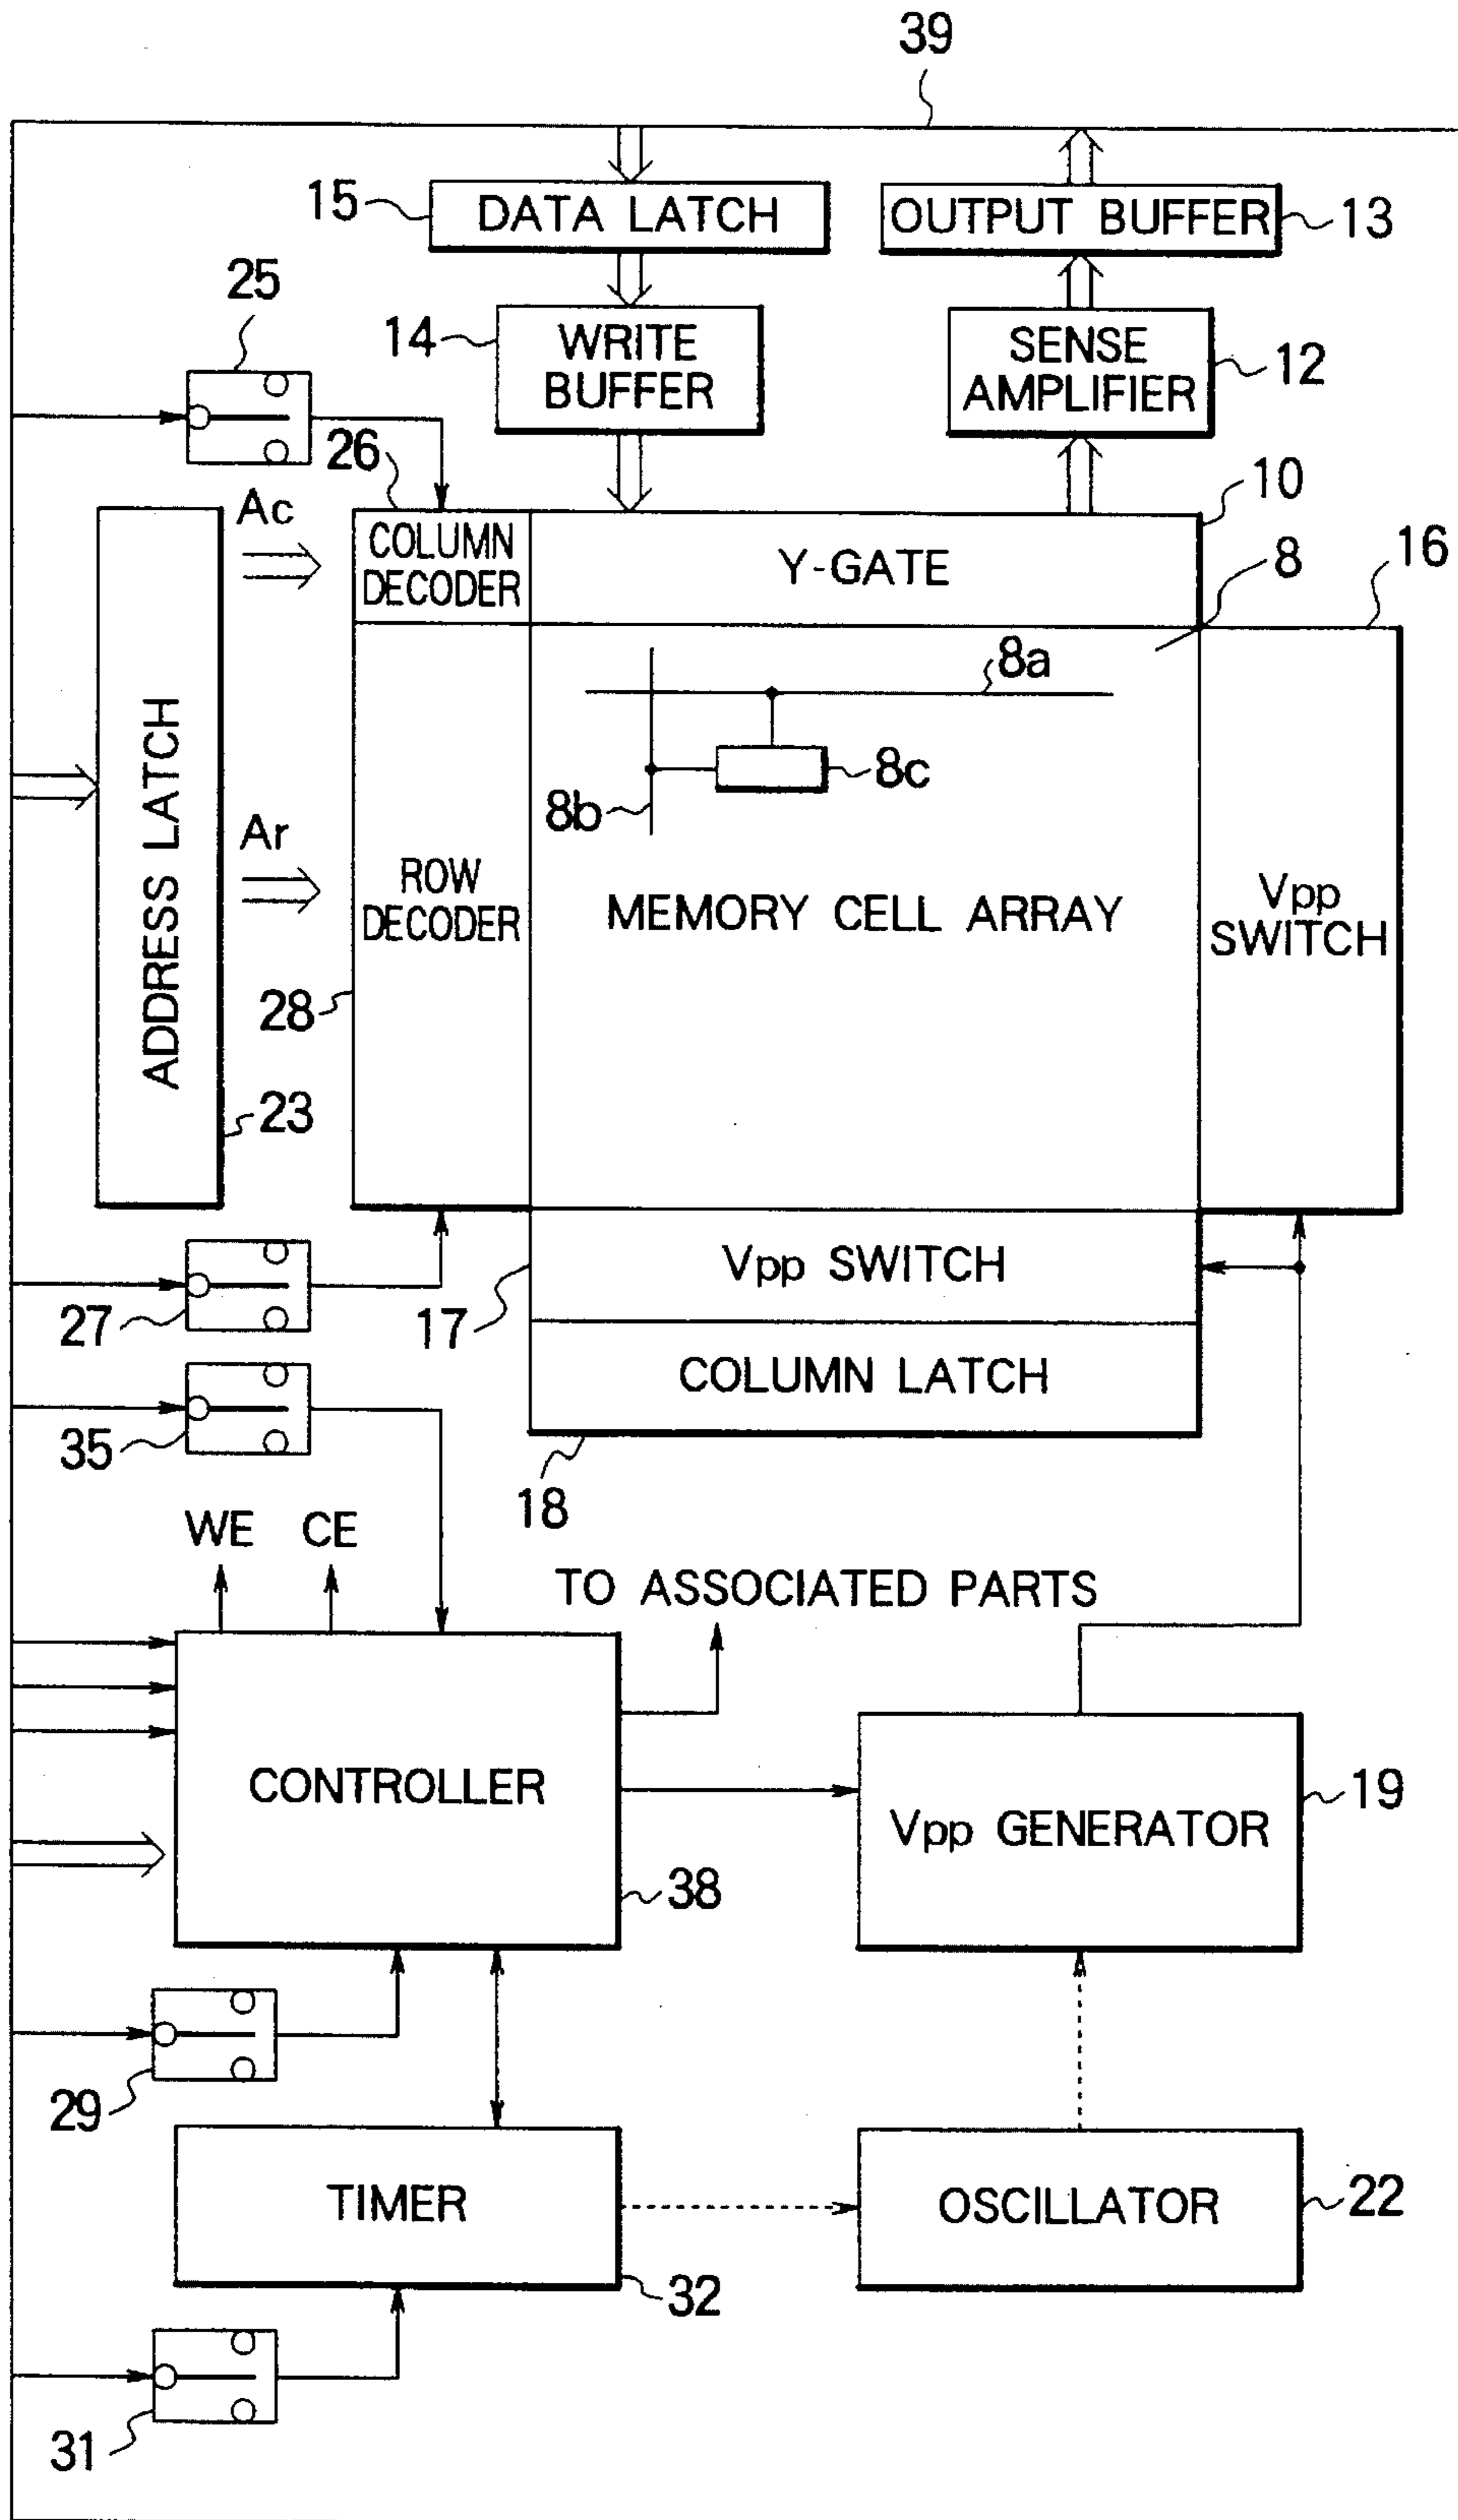 39
15
DATA LATCH
OUTPUT BUFFER
13
25
14
WRITE
BUFFER
SENSE
AMPLIFIER
12
26
10
Ac
COLUMN
DECODER
Y-GATE
8
16
8a
8c
8b
ADDRESS LATCH
Ar
ROW
DECODER
MEMORY CELL ARRAY
Vpp
SWITCH
28
23
27
17
Vpp SWITCH
35
COLUMN LATCH
18
WE
CE
TO ASSOCIATED PARTS
CONTROLLER
38
Vpp GENERATOR
19
29
TIMER
32
OSCILLATOR
22
31